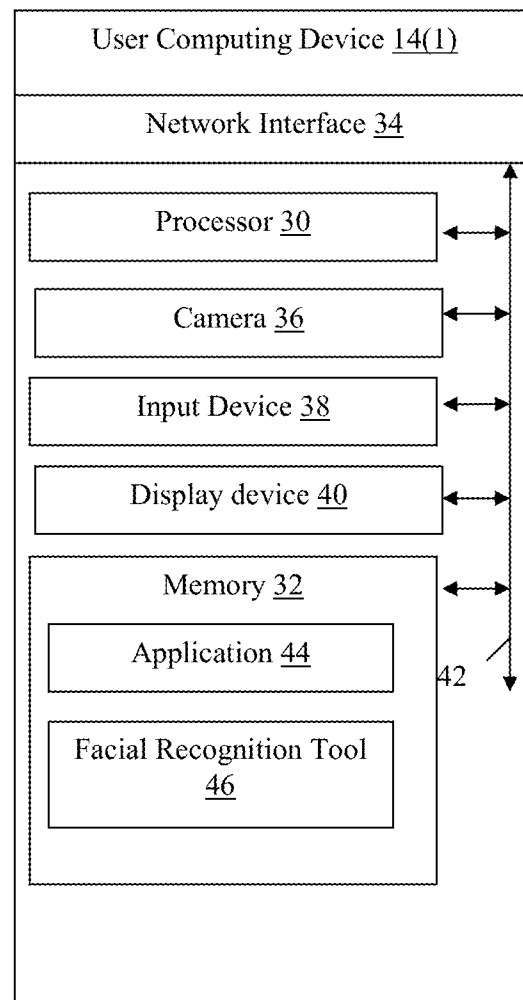 User Computing Device 14(1)
Network Interface 34
Processor 30
Camera 36
Input Device 38
Display device 40
Memory 32
Application 44
42
Facial Recognition Tool
46